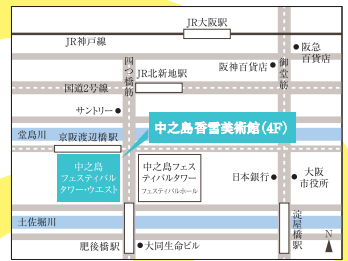 JR大阪駅
JR神戸線
四つ橋筋
御堂筋
阪急
百貨店
阪神百貨店
JR北新地駅
国道2号線
サントリー
中之島香雪美術館(4F)
堂島川
京阪渡辺橋駅
中之島
フェスティバル
タワー・ウエスト
中之島フェス
ティバルタワー
フェスティバルホール
日本銀行
大阪
市役所
土佐堀川
淀屋橋駅
肥後橋駅
大同生命ビル
N